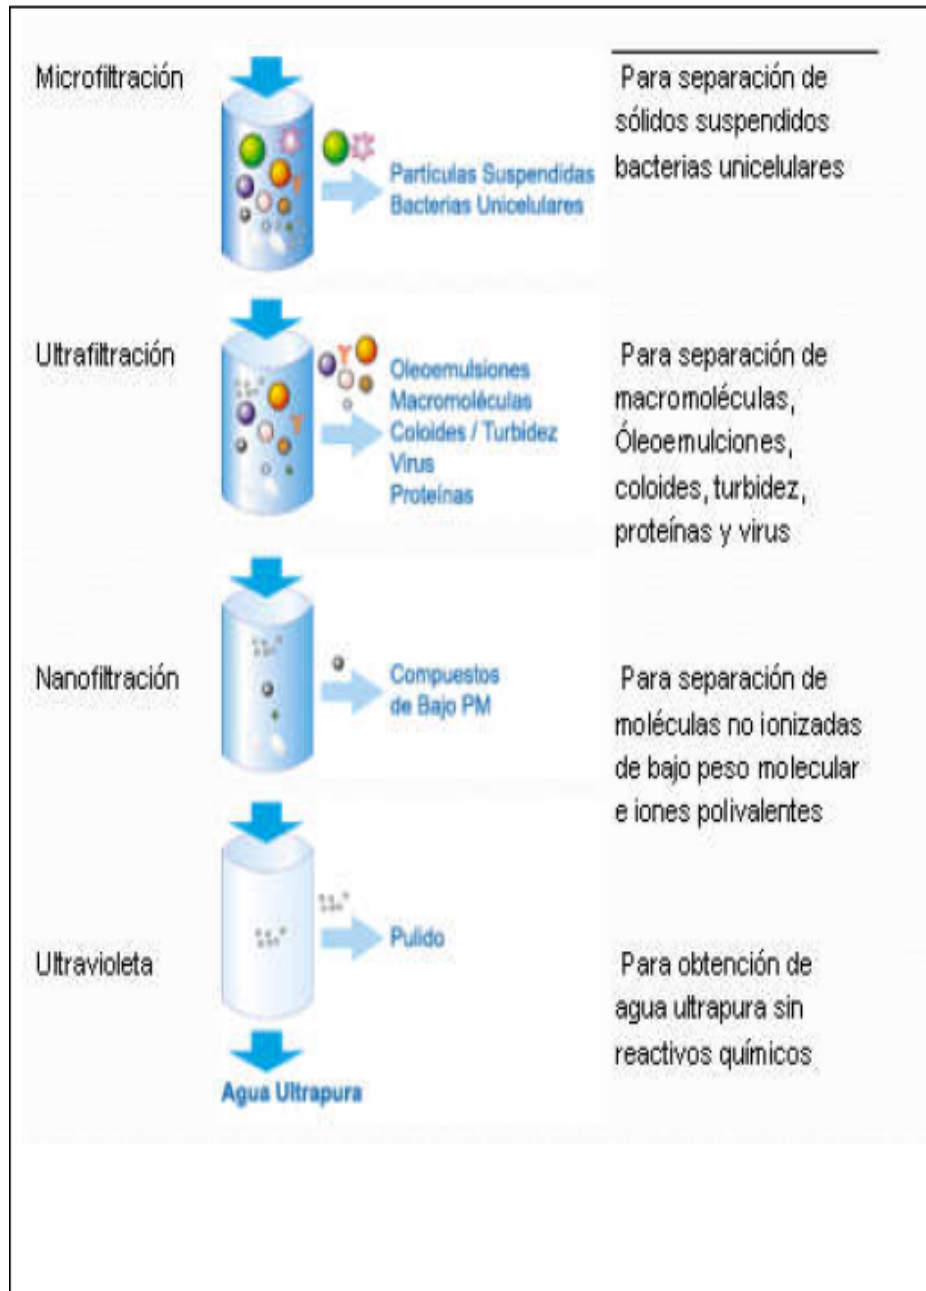 Microfiltración
Partículas Suspendidas
Bacterias Unicelulares
Para separación de
sólidos suspendidos
bacterias unicelulares
Ultrafiltración
Oleoemulsiones
Macromoléculas
Coloides / Turbidez
Virus
Proteínas
Para separación de
macromoléculas,
Óleoemulciones,
coloides, turbidez,
proteínas y virus
Nanofiltración
Compuestos
de Bajo PM
Para separación de
moléculas no ionizadas
de bajo peso molecular
e iones polivalentes
Ultravioleta
Pulido
Para obtención de
agua ultrapura sin
reactivos químicos
Agua Ultrapura